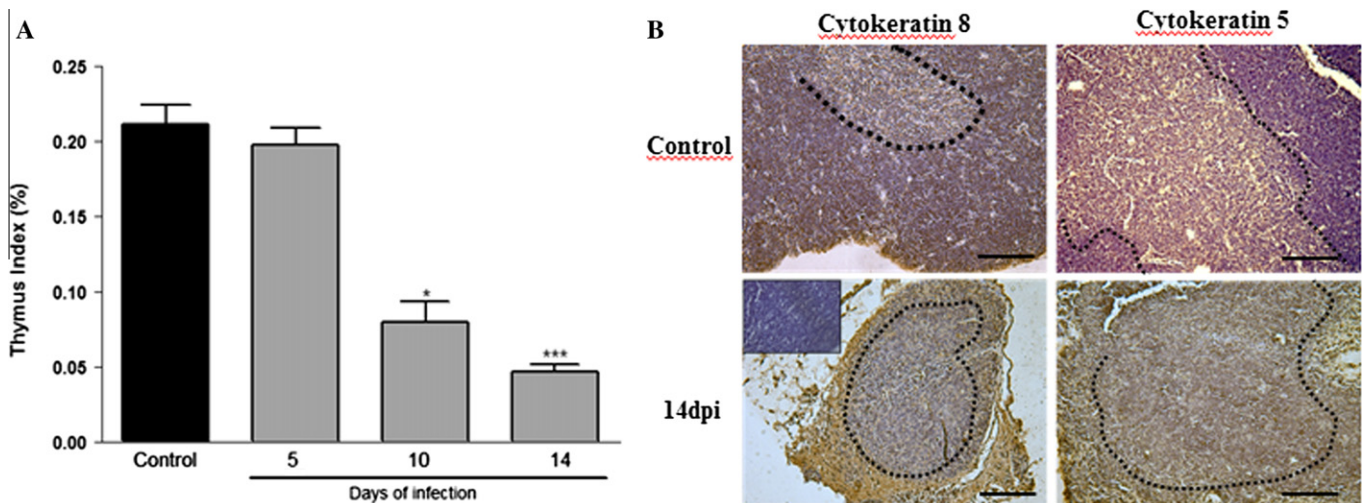 A
Thymus Index (%)
0.25
0.20
0.15
0.10
0.05
0.00
*
***
Control
5
10
14
Days of infection
B
Cytokeratin 8
Cytokeratin 5
Control
14dpi